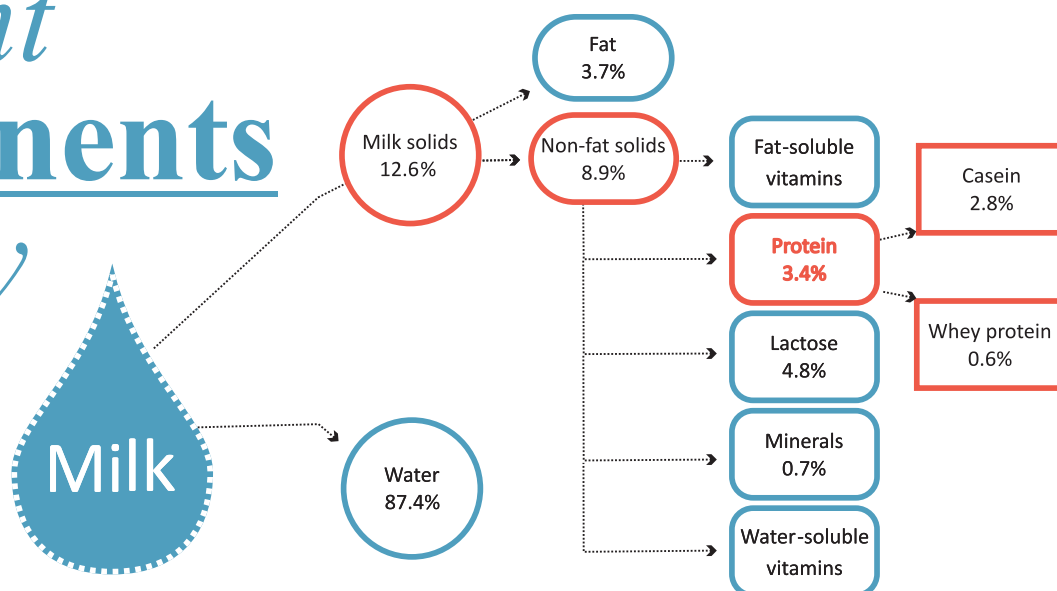 Fat
3.7%
Milk solids
12.6%
Non-fat solids
8.9%
Fat-soluble
vitamins
Casein
2.8%
Protein
3.4%
Whey protein
0.6%
Lactose
4.8%
Milk
Water
87.4%
Minerals
0.7%
Water-soluble
vitamins